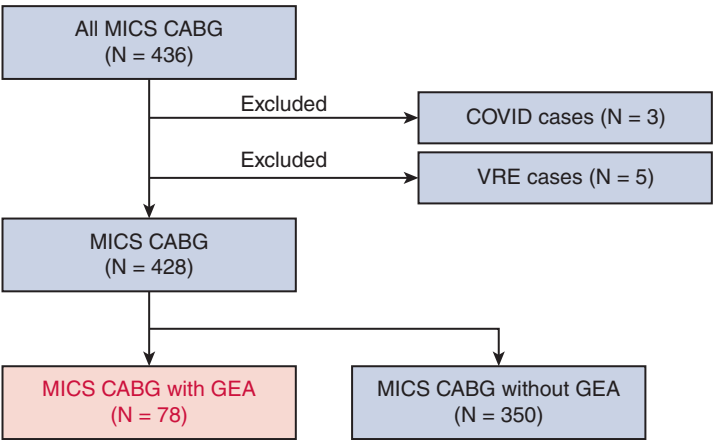 All MICS CABG
(N = 436)
Excluded
COVID cases (N = 3)
Excluded
VRE cases (N = 5)
MICS CABG
(N = 428)
MICS CABG with GEA
(N = 78)
MICS CABG without GEA
(N = 350)